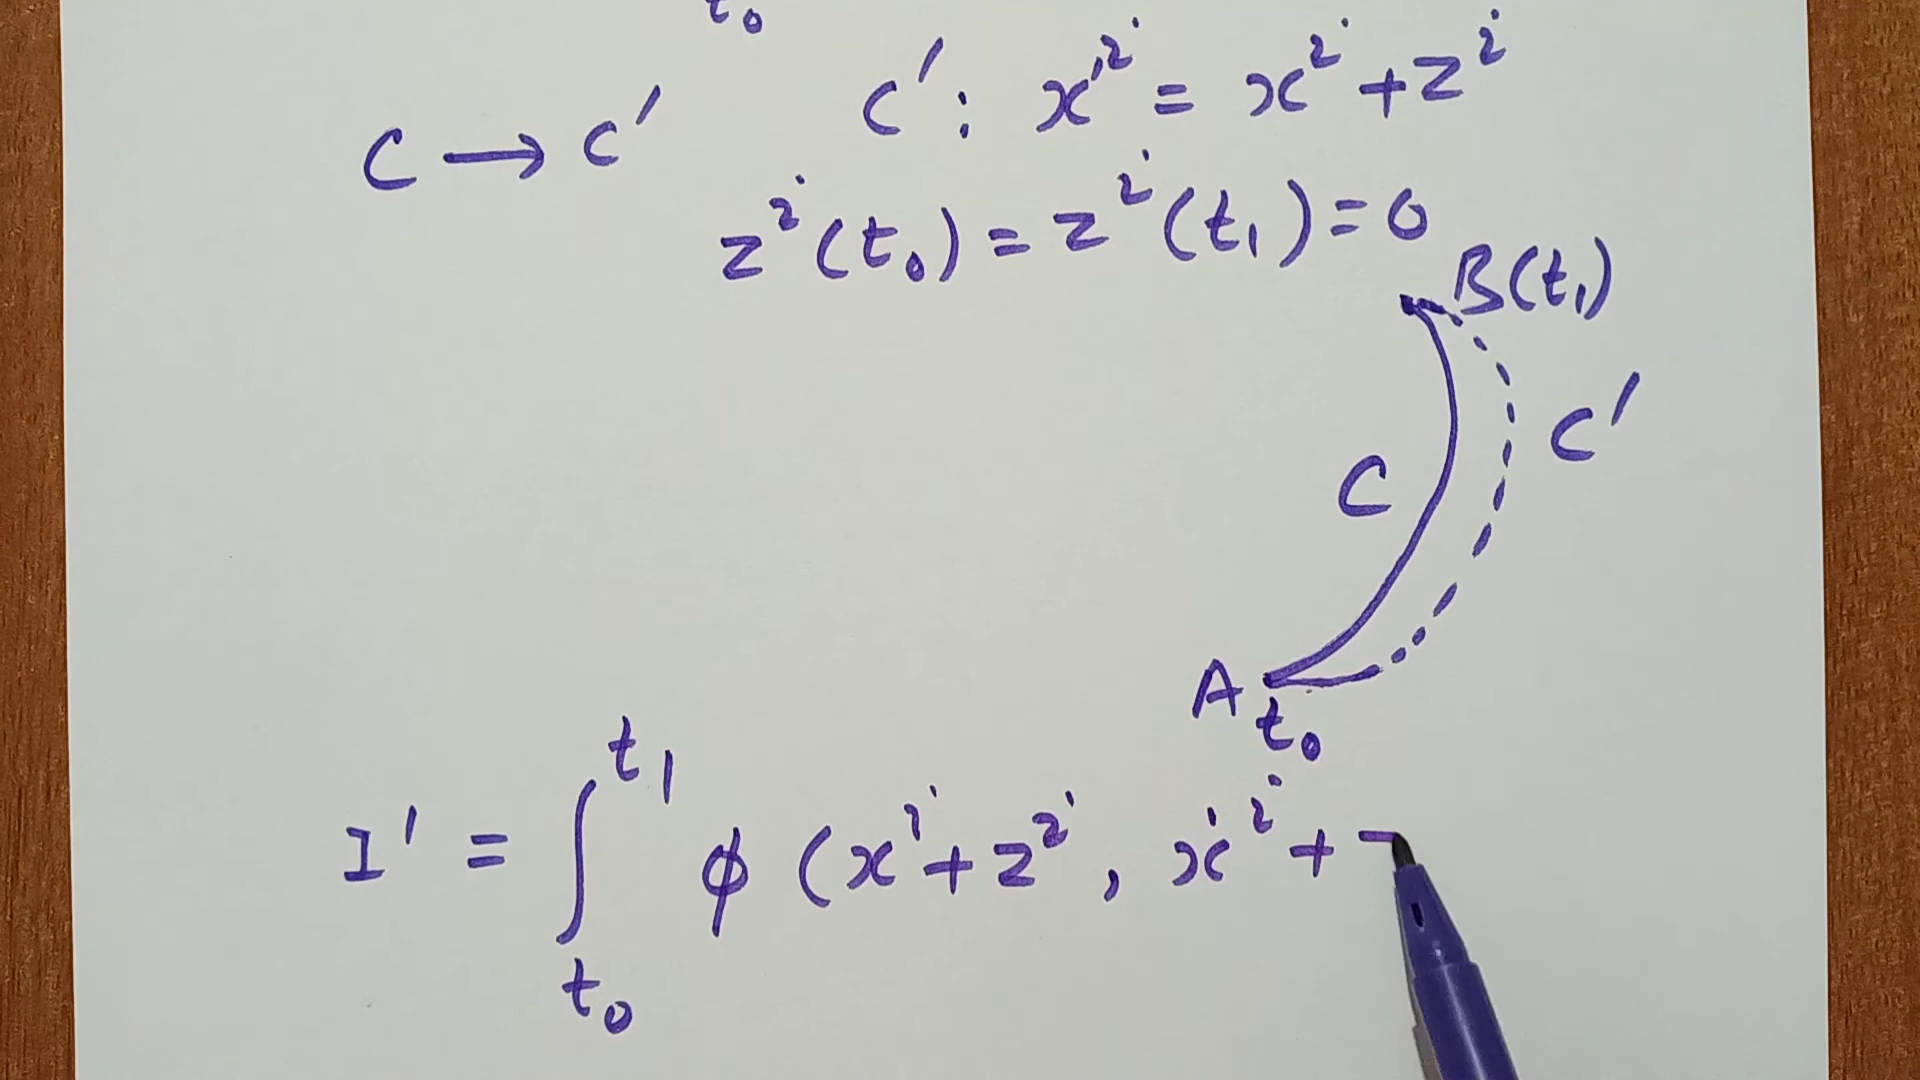 t₀
C′: x′ⁱ = xⁱ + zⁱ
C → C′
zⁱ(t₀) = zⁱ(t₁) = 0
B(t₁)
C′
C
A
t₀
I′ = ∫_{t₀}^{t₁} ϕ (xⁱ + zⁱ, ẋⁱ +